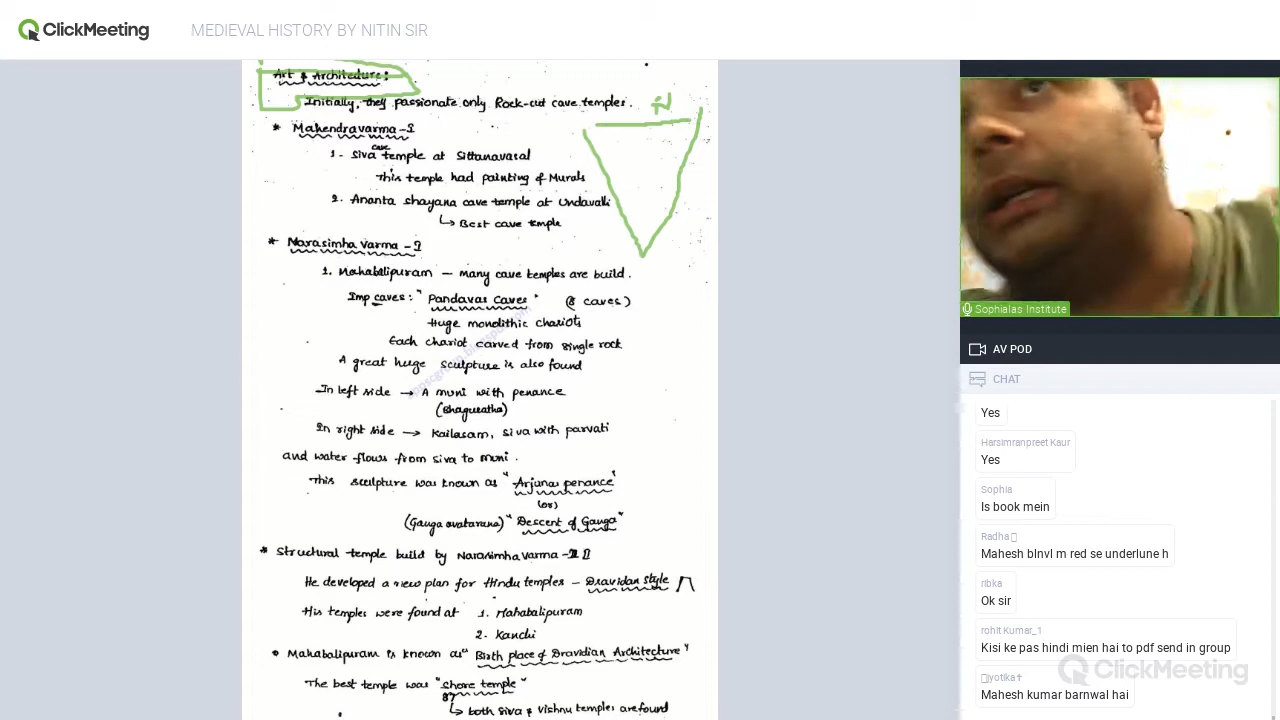 ClickMeeting
MEDIEVAL HISTORY BY NITIN SIR
Art & Architecture:
Initially, they passionate only Rock-cut cave temples.
N
* Mahendravarma-I
1. Siva cave temple at Sittanavasal
This temple had painting of Murals
2. Ananta shayana cave temple at Undavalli
↳ Best cave temple
* Narasimha varma -I
1. Mahabalipuram — many cave temples are build.
Imp caves: "Pandavas caves" (8 caves)
Huge monolithic chariots
Each chariot carved from single rock
A great huge sculpture is also found
In left side → A muni with penance
(Bhaguratha)
In right side → Kailasam, siva with parvati
and water flows from siva to muni.
This sculpture was known as "Arjunas penance"
(or)
(Ganga avatarana) "Descent of Ganga"
* Structural temple build by Narasimhavarma-II
He developed a new plan for Hindu temples – Dravidan style
His temples were found at 1. Mahabalipuram
2. Kanchi
• Mahabalipuram is known as "Birth place of Dravidian Architecture"
The best temple was "shore temple"
↳ both Siva & Vishnu temples are found
Sophiaias Institute
AV POD
CHAT
Yes
Harsimranpreet Kaur
Yes
Sophia
Is book mein
Radha
Mahesh blnvl m red se underlune h
ribka
Ok sir
rohit Kumar_1
Kisi ke pas hindi mien hai to pdf send in group
jyotika✝
Mahesh kumar barnwal hai
ClickMeeting